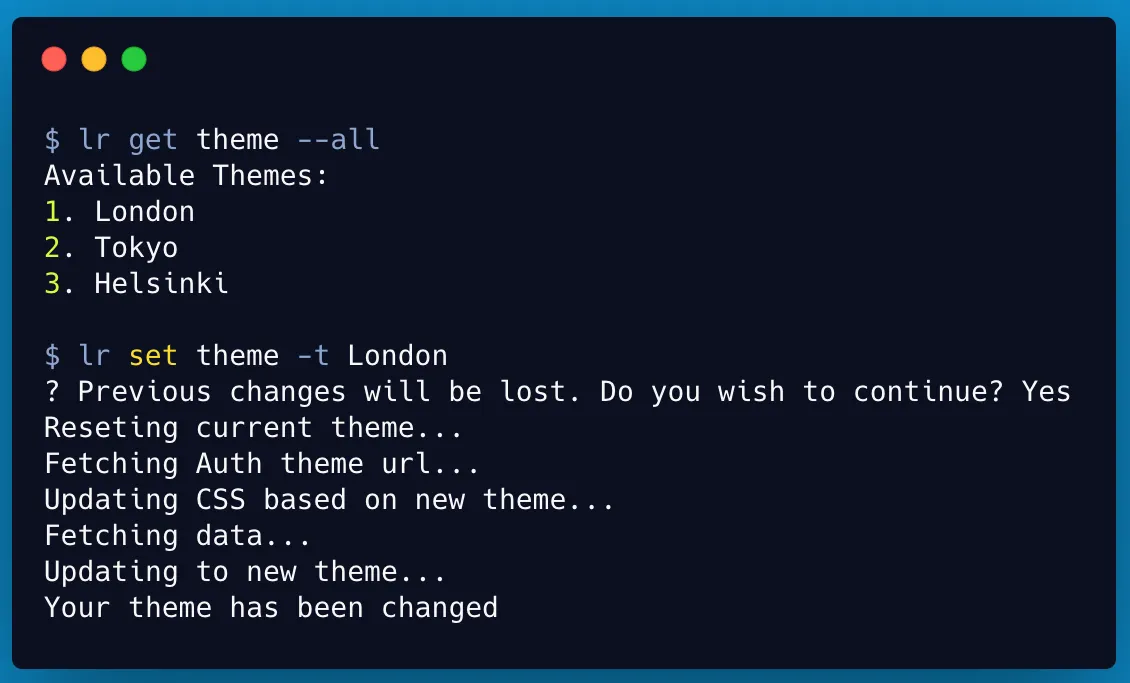 $ lr get theme --all
Available Themes:
1. London
2. Tokyo
3. Helsinki
$ lr set theme -t London
? Previous changes will be lost. Do you wish to continue? Yes
Reseting current theme...
Fetching Auth theme url...
Updating CSS based on new theme...
Fetching data...
Updating to new theme...
Your theme has been changed